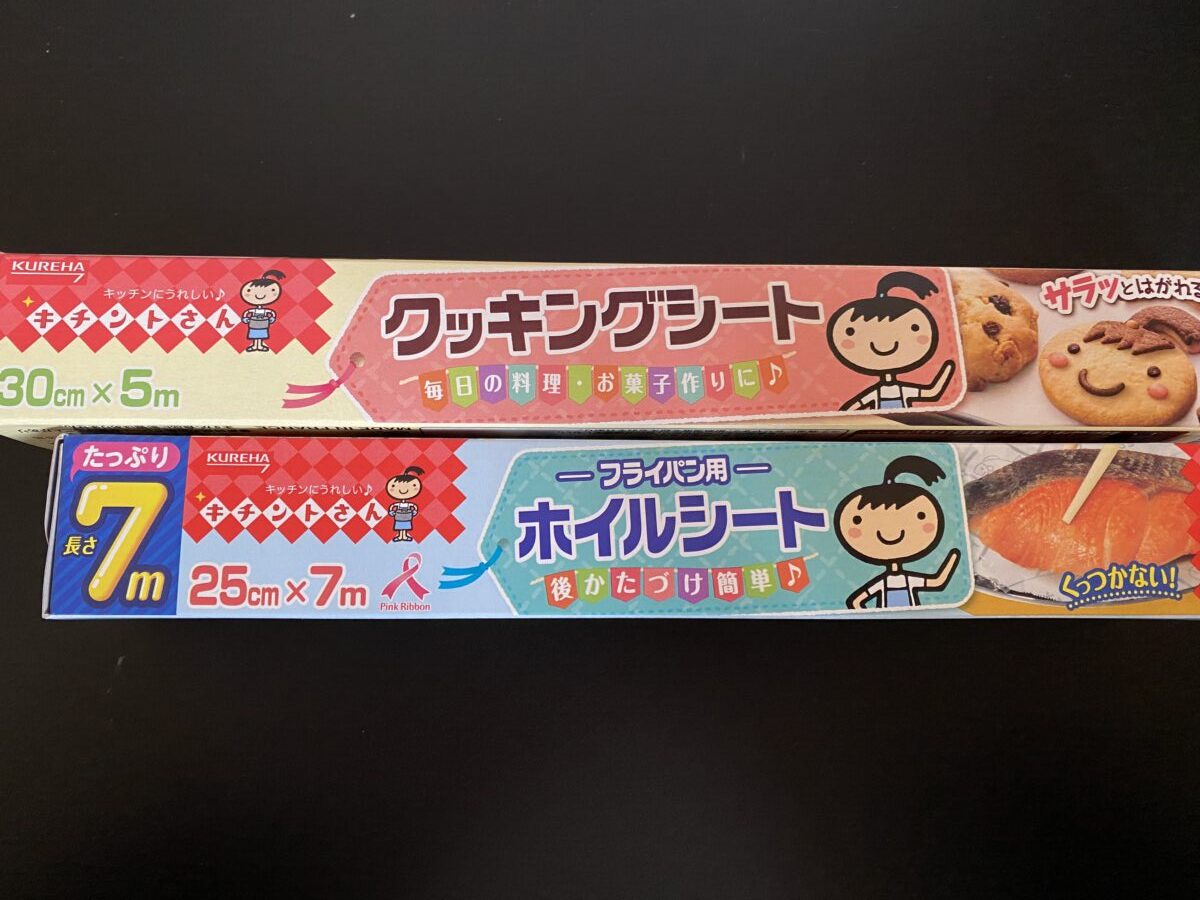 KUREHA
キッチンにうれしい♪
キチントさん
30cm×5m
クッキングシート
毎日の料理・お菓子作りに♪
サラッとはがれる
たっぷり
長さ 7m
KUREHA
キッチンにうれしい♪
キチントさん
25cm×7m
Pink Ribbon
フライパン用
ホイルシート
後かたづけ簡単♪
くっつかない!